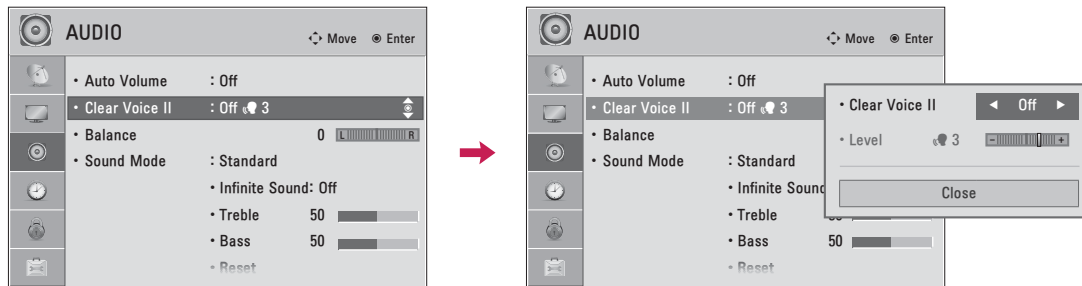 AUDIO
Move Enter
• Auto Volume : Off
• Clear Voice II : Off 3
• Balance 0 L R
• Sound Mode : Standard
• Infinite Sound: Off
• Treble 50
• Bass 50
• Reset
AUDIO
Move Enter
• Auto Volume : Off
• Clear Voice II : Off 3
• Balance
• Sound Mode : Standard
• Infinite Sound
• Treble
• Bass 50
• Reset
• Clear Voice II ◄ Off ►
• Level 3 - +
Close